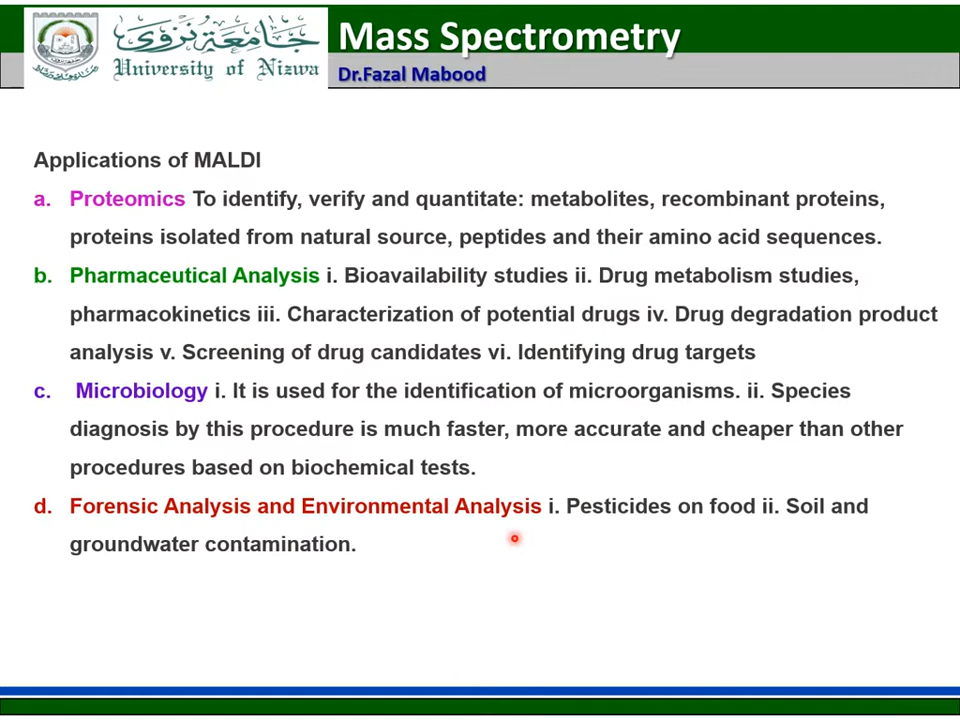 جامعة نزوى
University of Nizwa
Mass Spectrometry
Dr.Fazal Mabood
Applications of MALDI
a. Proteomics To identify, verify and quantitate: metabolites, recombinant proteins,
proteins isolated from natural source, peptides and their amino acid sequences.
b. Pharmaceutical Analysis i. Bioavailability studies ii. Drug metabolism studies,
pharmacokinetics iii. Characterization of potential drugs iv. Drug degradation product
analysis v. Screening of drug candidates vi. Identifying drug targets
c. Microbiology i. It is used for the identification of microorganisms. ii. Species
diagnosis by this procedure is much faster, more accurate and cheaper than other
procedures based on biochemical tests.
d. Forensic Analysis and Environmental Analysis i. Pesticides on food ii. Soil and
groundwater contamination.